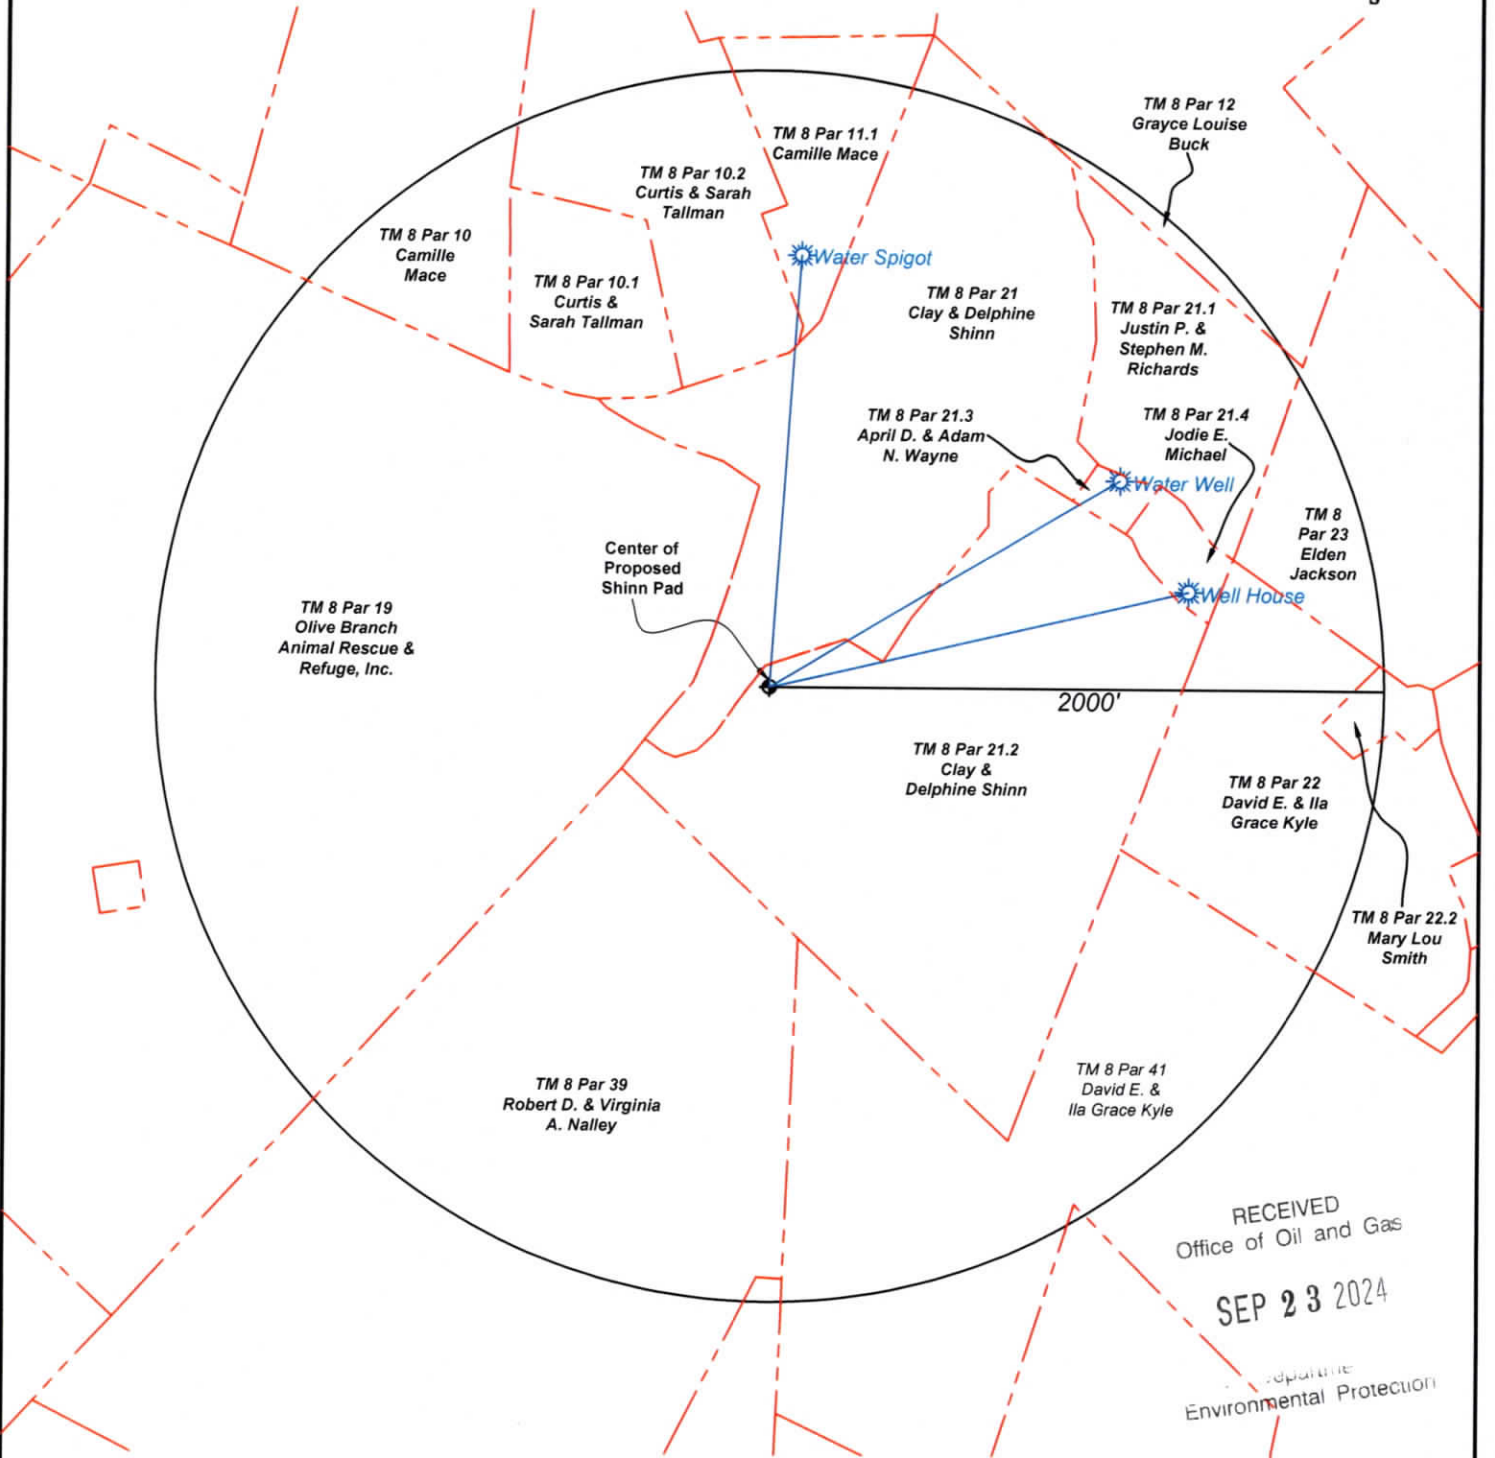 TM 8 Par 12
Grayce Louise
Buck
TM 8 Par 11.1
Camille Mace
TM 8 Par 10.2
Curtis & Sarah
Tallman
TM 8 Par 10
Camille
Mace
TM 8 Par 10.1
Curtis &
Sarah Tallman
Water Spigot
TM 8 Par 21
Clay & Delphine
Shinn
TM 8 Par 21.1
Justin P. &
Stephen M.
Richards
TM 8 Par 21.3
April D. & Adam
N. Wayne
TM 8 Par 21.4
Jodie E.
Michael
Water Well
TM 8
Par 23
Elden
Jackson
Center of
Proposed
Shinn Pad
Well House
TM 8 Par 19
Olive Branch
Animal Rescue &
Refuge, Inc.
2000'
TM 8 Par 21.2
Clay &
Delphine Shinn
TM 8 Par 22
David E. & Ila
Grace Kyle
TM 8 Par 22.2
Mary Lou
Smith
TM 8 Par 39
Robert D. & Virginia
A. Nalley
TM 8 Par 41
David E. &
Ila Grace Kyle
RECEIVED
Office of Oil and Gas
SEP 23 2024
Environmental Protection